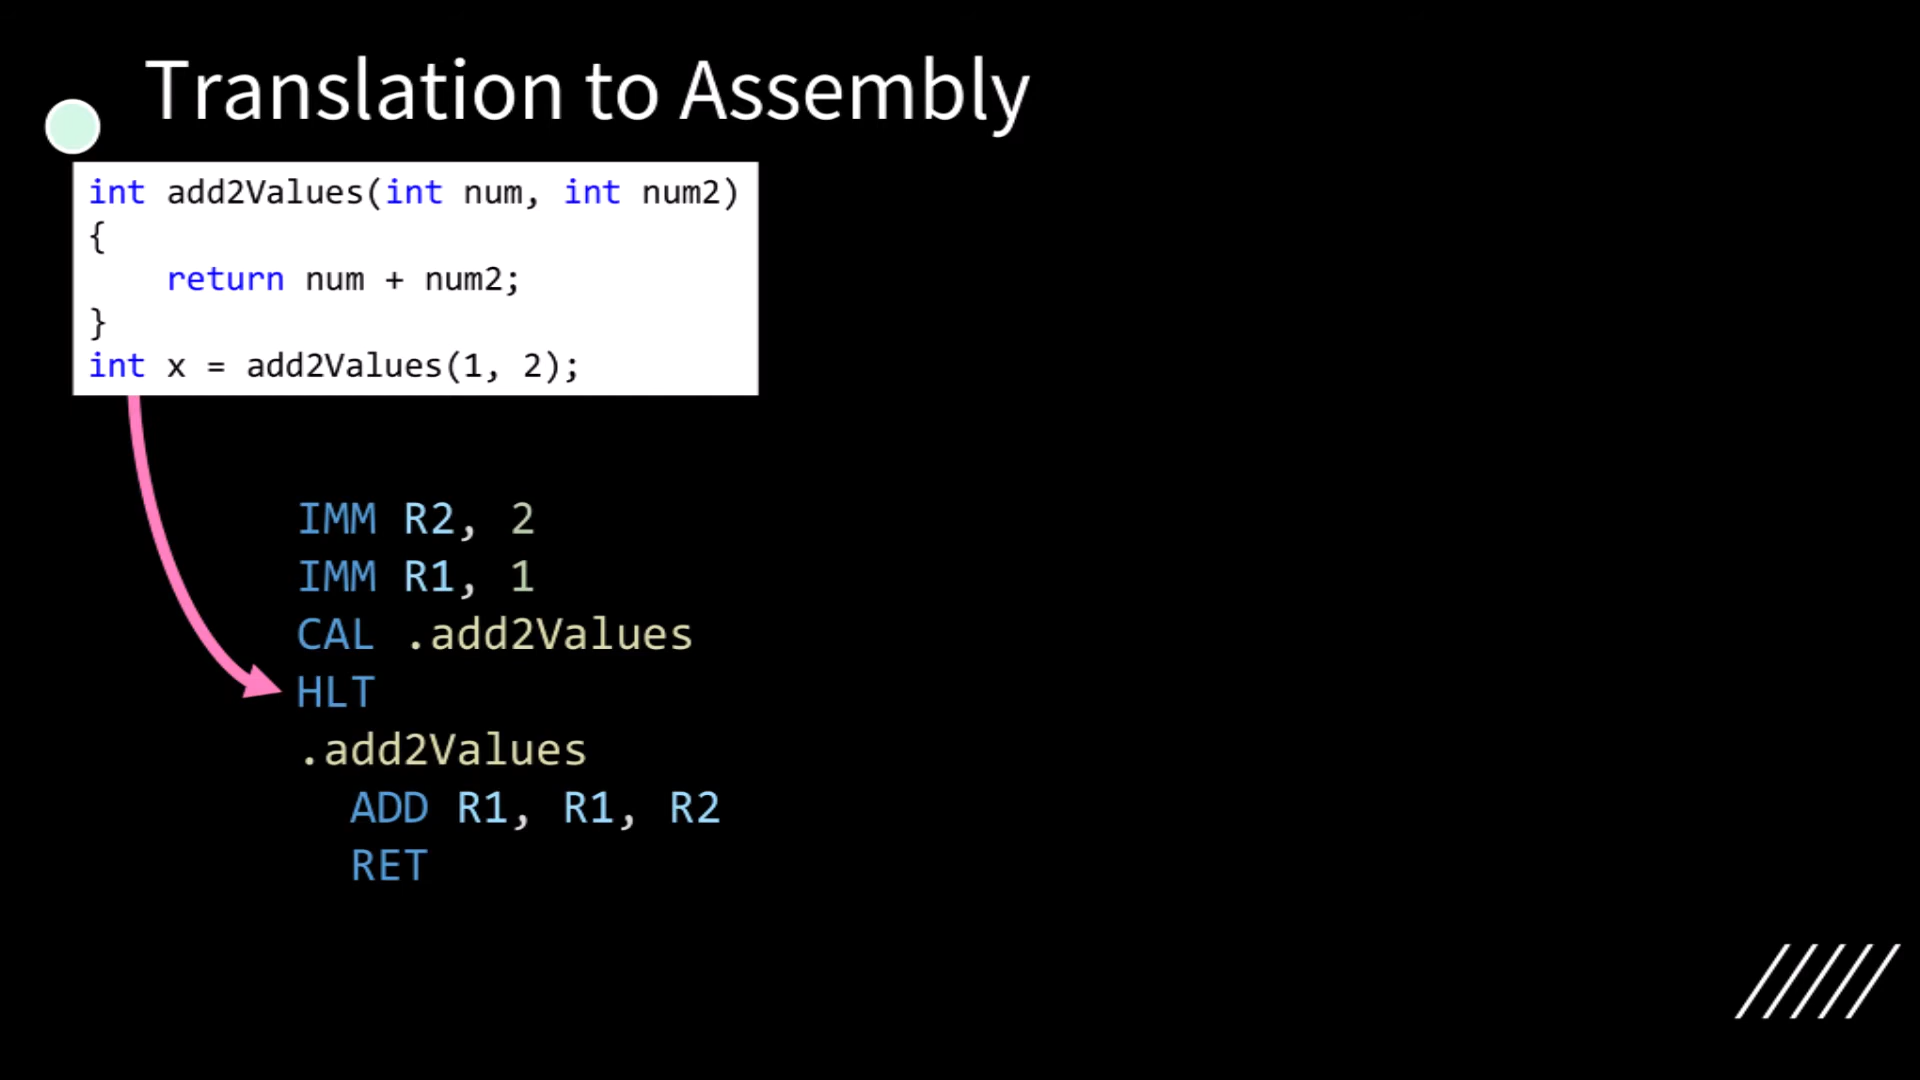 Translation to Assembly
int add2Values(int num, int num2)
{
    return num + num2;
}
int x = add2Values(1, 2);
IMM R2, 2
IMM R1, 1
CAL .add2Values
HLT
.add2Values
  ADD R1, R1, R2
  RET